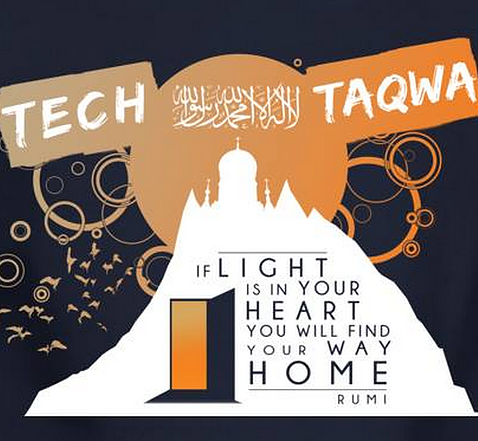 TECH
لا إله إلا الله محمد رسول الله
TAQWA
IF LIGHT
IS IN YOUR
HEART
YOU WILL FIND
YOUR WAY
HOME
RUMI